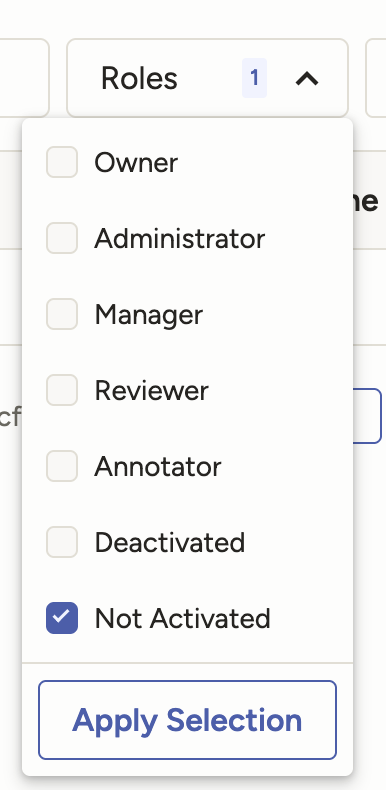 Roles 1
Owner
Administrator
Manager
Reviewer
Annotator
Deactivated
Not Activated
Apply Selection